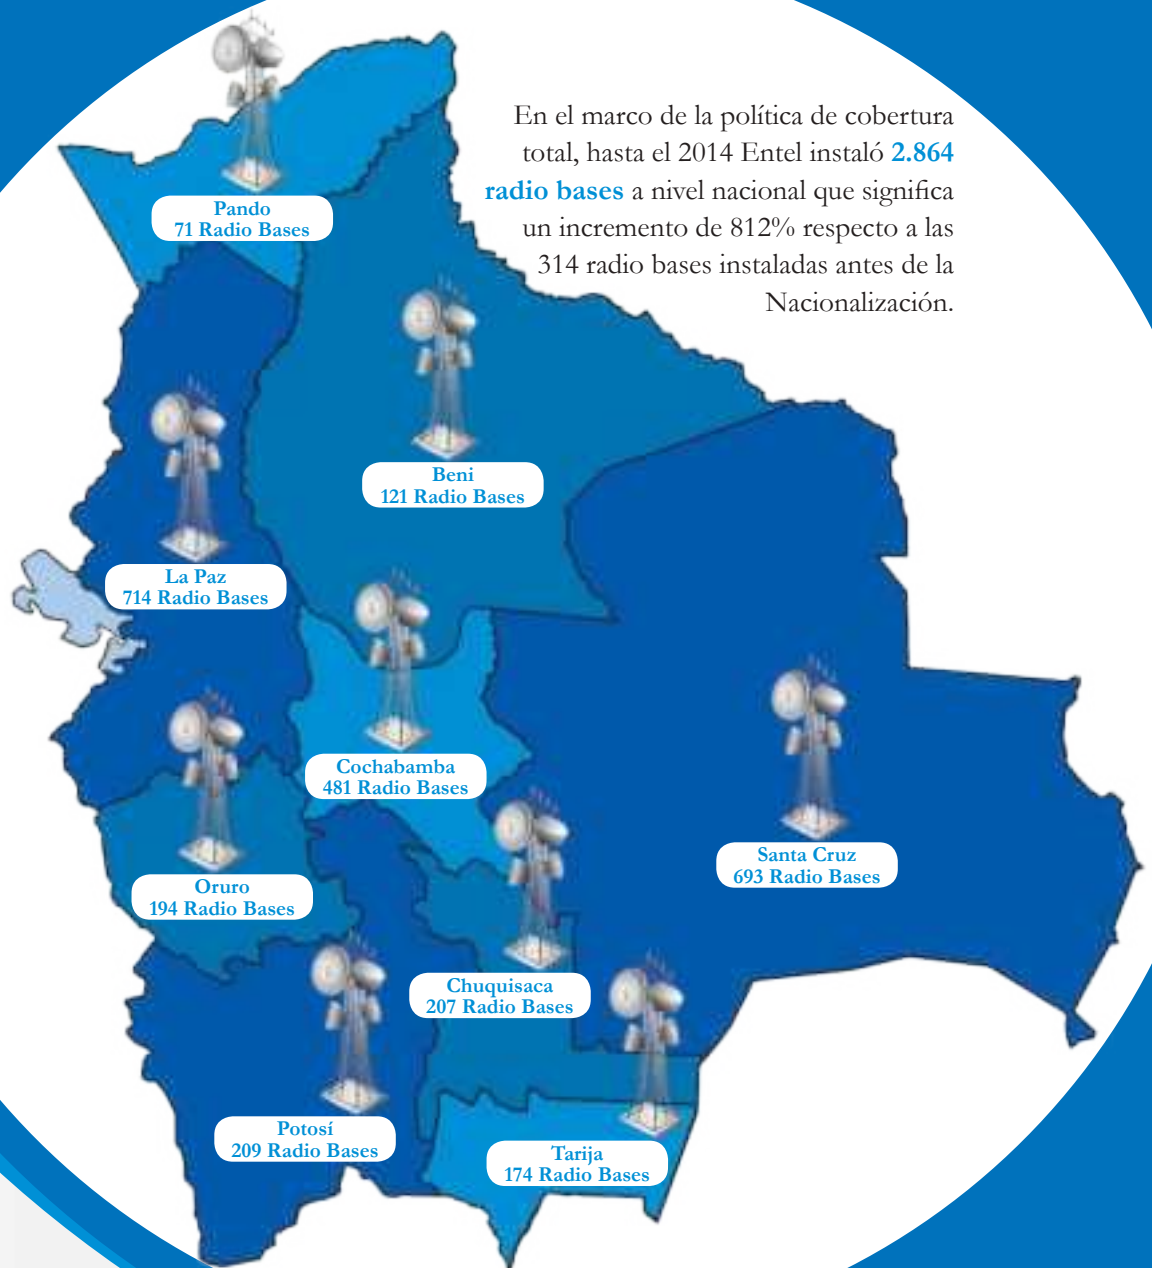 En el marco de la política de cobertura
total, hasta el 2014 Entel instaló 2.864
radio bases a nivel nacional que significa
un incremento de 812% respecto a las
314 radio bases instaladas antes de la
Nacionalización.
Pando
71 Radio Bases
Beni
121 Radio Bases
La Paz
714 Radio Bases
Cochabamba
481 Radio Bases
Santa Cruz
693 Radio Bases
Oruro
194 Radio Bases
Chuquisaca
207 Radio Bases
Potosí
209 Radio Bases
Tarija
174 Radio Bases